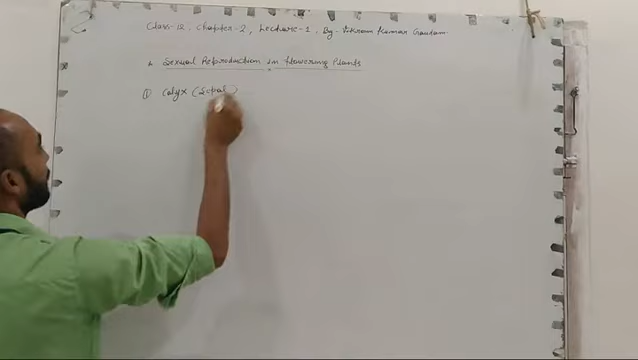 Class-12, Chapter-2, Lecture-1, By- Vikram Kumar Gautam
Sexual Reproduction in flowering Plants
① Calyx (Sepal)